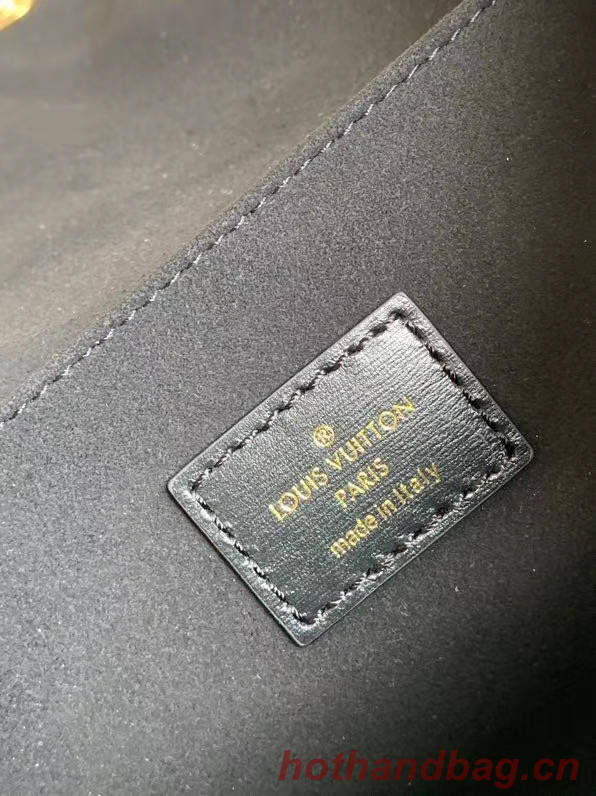 ®
LOUIS VUITTON
PARIS
made in Italy
hothandbag.cn